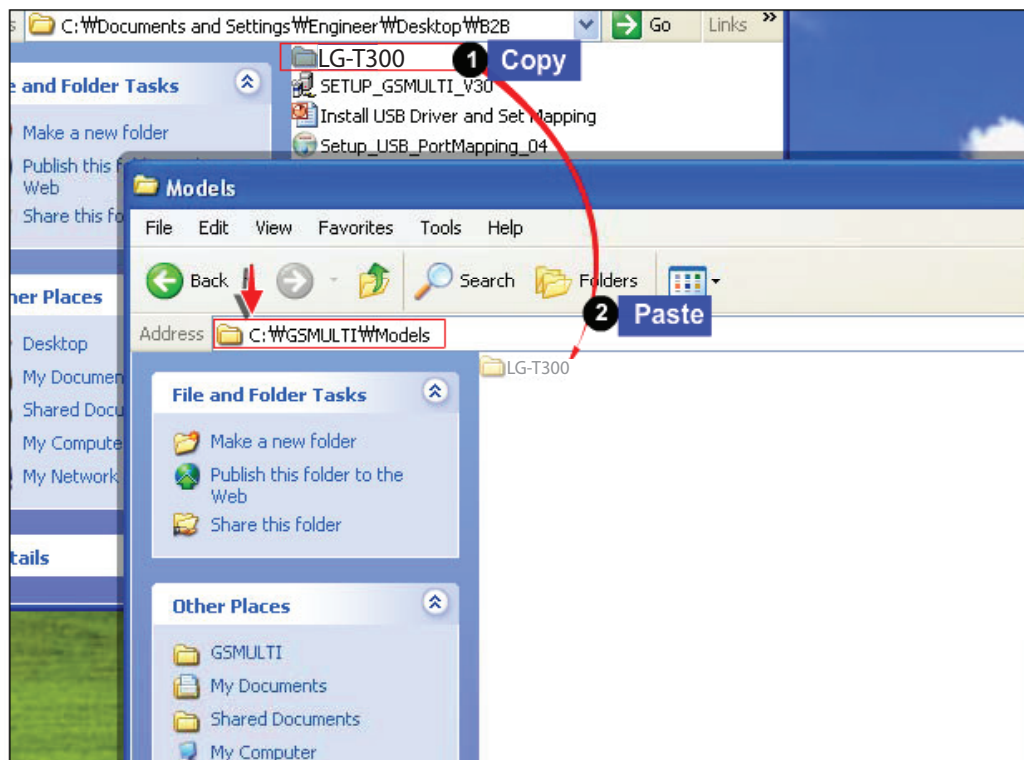 C:₩Documents and Settings₩Engineer₩Desktop₩B2B
Go
Links
»
LG-T300
1 Copy
SETUP_GSMULTI_V30
Install USB Driver and Set Mapping
Setup_USB_PortMapping_04
and Folder Tasks
Make a new folder
Publish this
Web
Share this fo
her Places
Desktop
My Documen
Shared Docu
My Compute
My Network
tails
Models
File Edit View Favorites Tools Help
Back
Search
Folders
2 Paste
Address C:₩GSMULTI₩Models
LG-T300
File and Folder Tasks
Make a new folder
Publish this folder to the
Web
Share this folder
Other Places
GSMULTI
My Documents
Shared Documents
My Computer